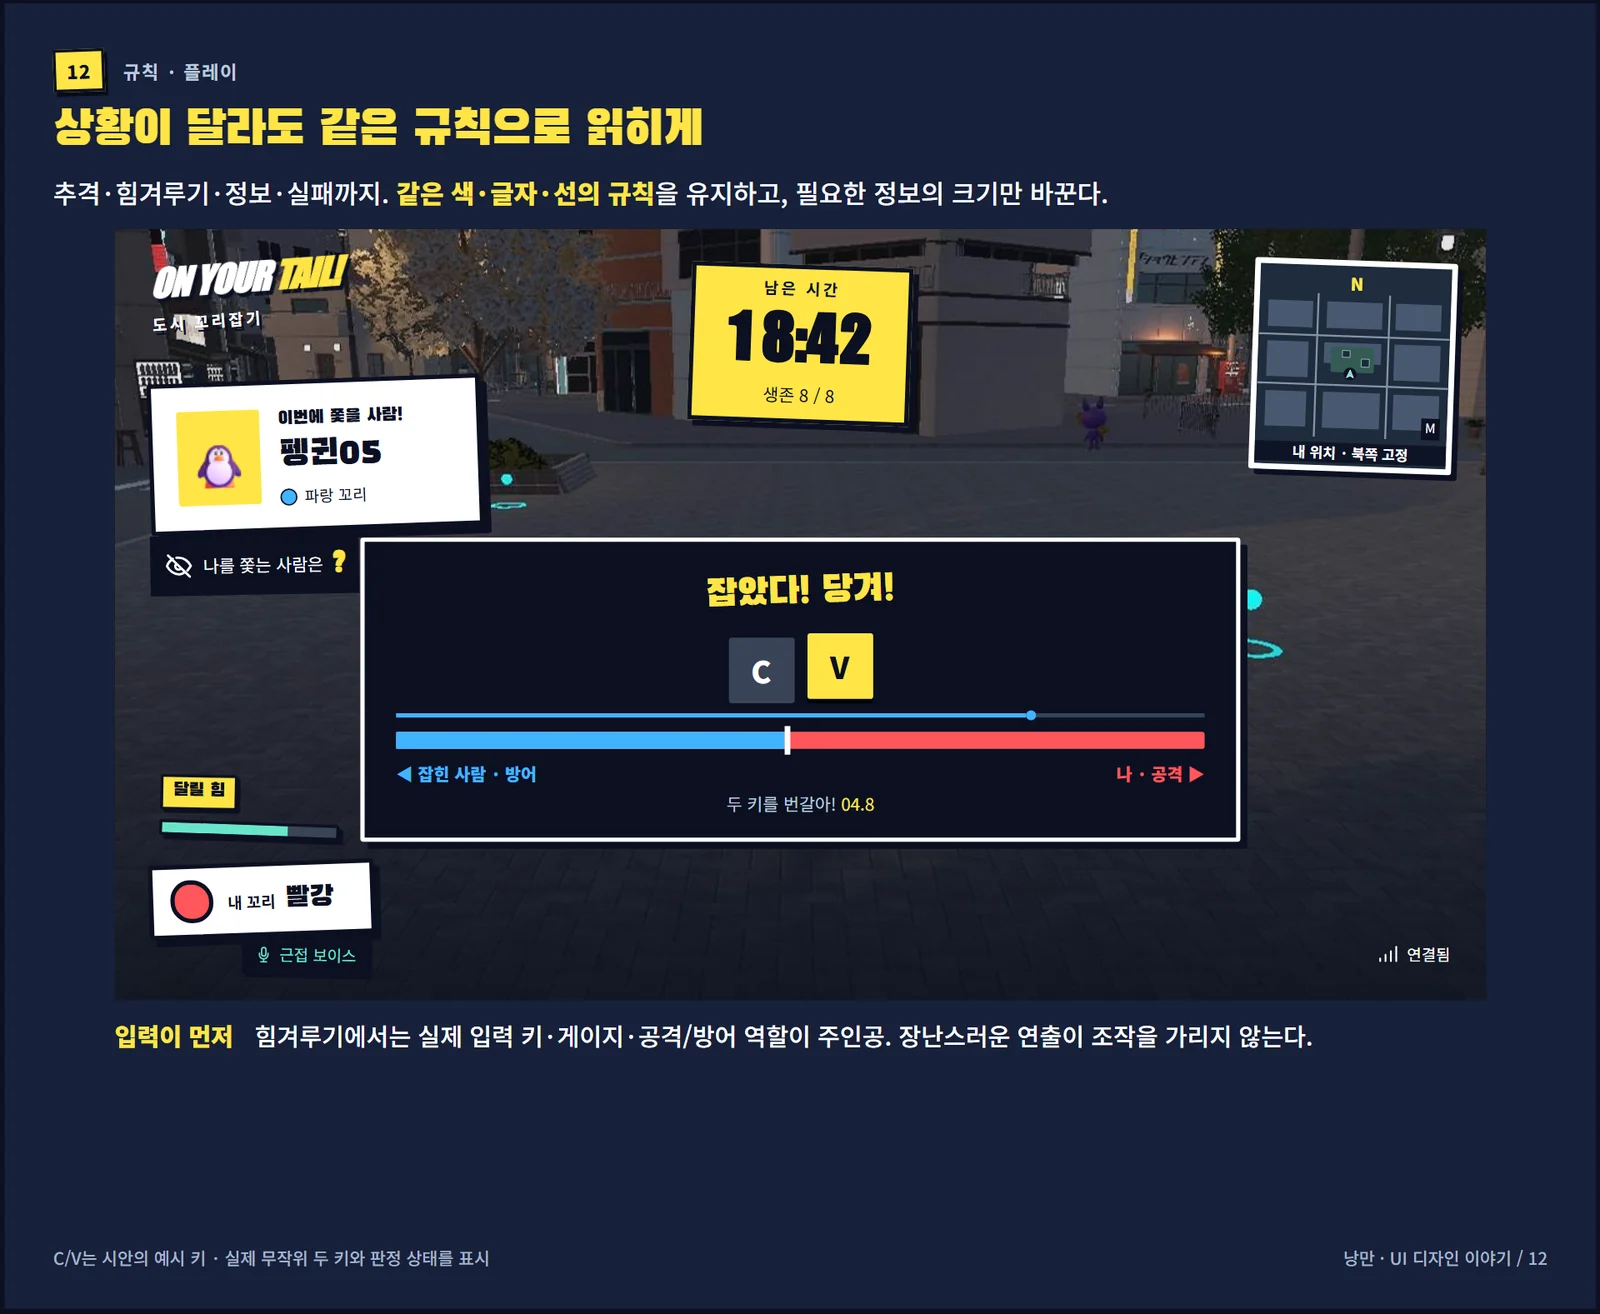 12
규칙 · 플레이
상황이 달라도 같은 규칙으로 읽히게
추격·힘겨루기·정보·실패까지. 같은 색·글자·선의 규칙을 유지하고, 필요한 정보의 크기만 바꾼다.
ON YOUR TAIL!
도시 꼬리잡기
남은 시간
18:42
생존 8 / 8
N
M
내 위치 · 북쪽 고정
이번에 쫓을 사람!
펭귄05
파랑 꼬리
나를 쫓는 사람은 ?
잡았다! 당겨!
C
V
◀ 잡힌 사람 · 방어
나 · 공격 ▶
두 키를 번갈아! 04.8
달릴 힘
내 꼬리 빨강
근접 보이스
연결됨
입력이 먼저 힘겨루기에서는 실제 입력 키·게이지·공격/방어 역할이 주인공. 장난스러운 연출이 조작을 가리지 않는다.
C/V는 시안의 예시 키 · 실제 무작위 두 키와 판정 상태를 표시
낭만 · UI 디자인 이야기 / 12